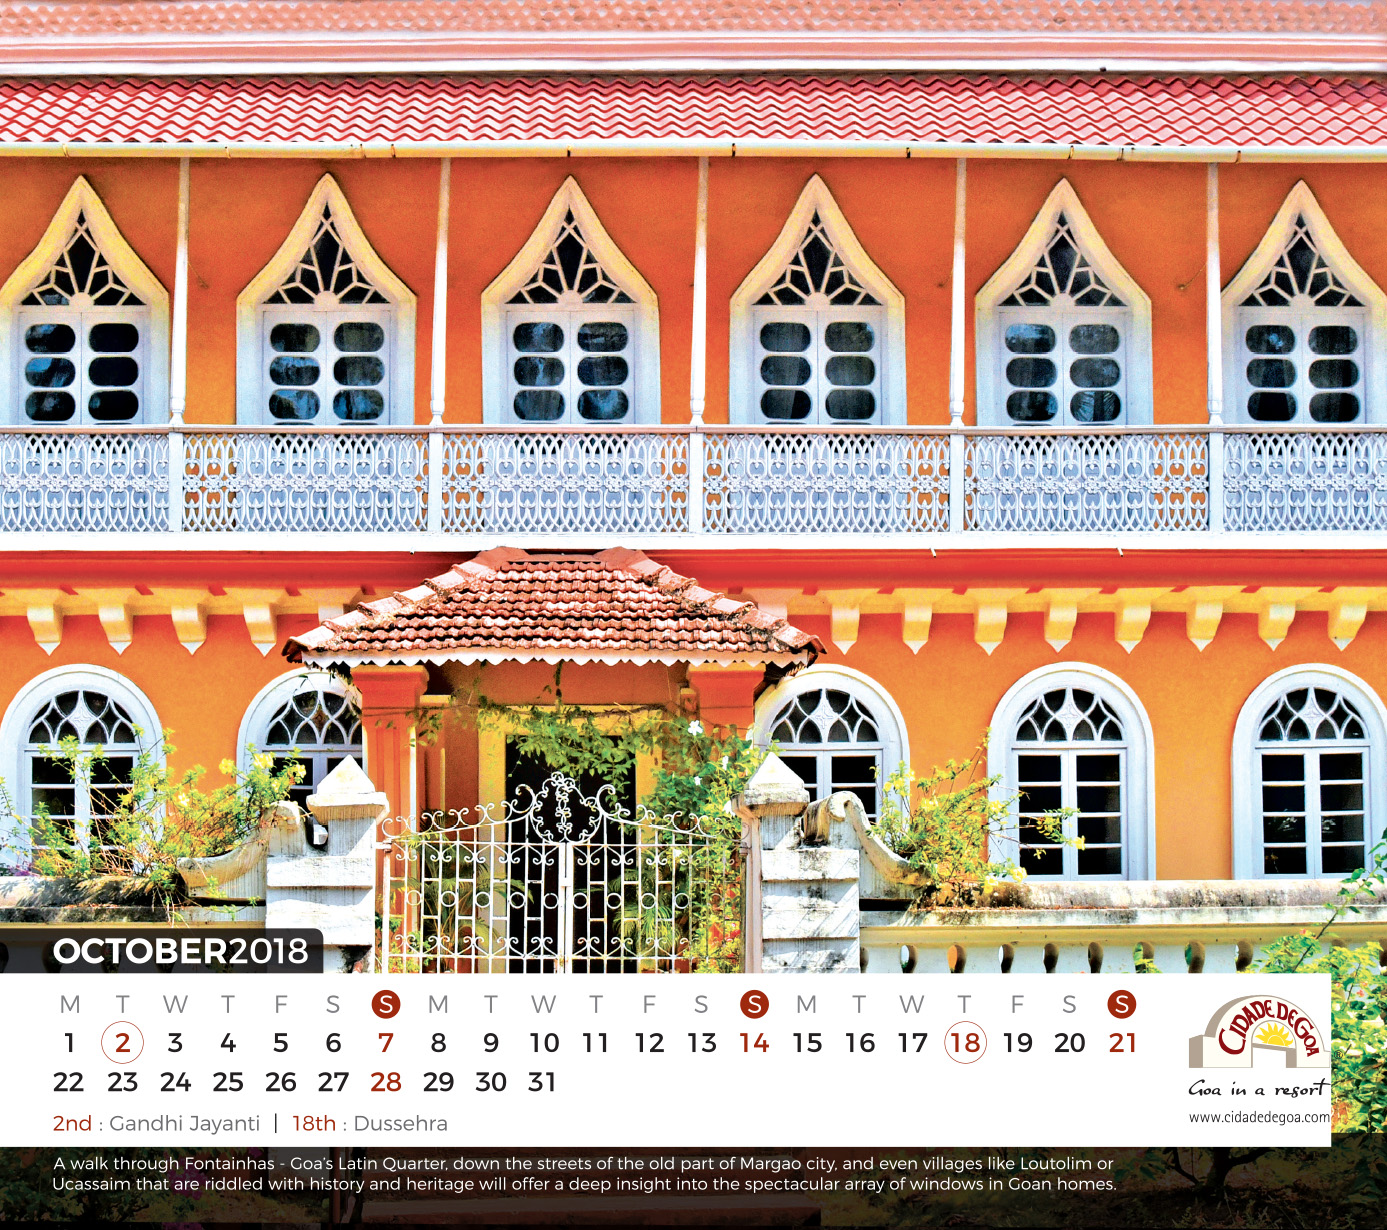 OCTOBER2018
M T W T F S S M T W T F S S M T W T F S S
1 2 3 4 5 6 7 8 9 10 11 12 13 14 15 16 17 18 19 20 21
22 23 24 25 26 27 28 29 30 31
2nd : Gandhi Jayanti | 18th : Dussehra
CIDADE DE GOA
®
Goa in a resort
www.cidadedegoa.com
A walk through Fontainhas - Goa's Latin Quarter, down the streets of the old part of Margao city, and even villages like Loutolim or
Ucassaim that are riddled with history and heritage will offer a deep insight into the spectacular array of windows in Goan homes.